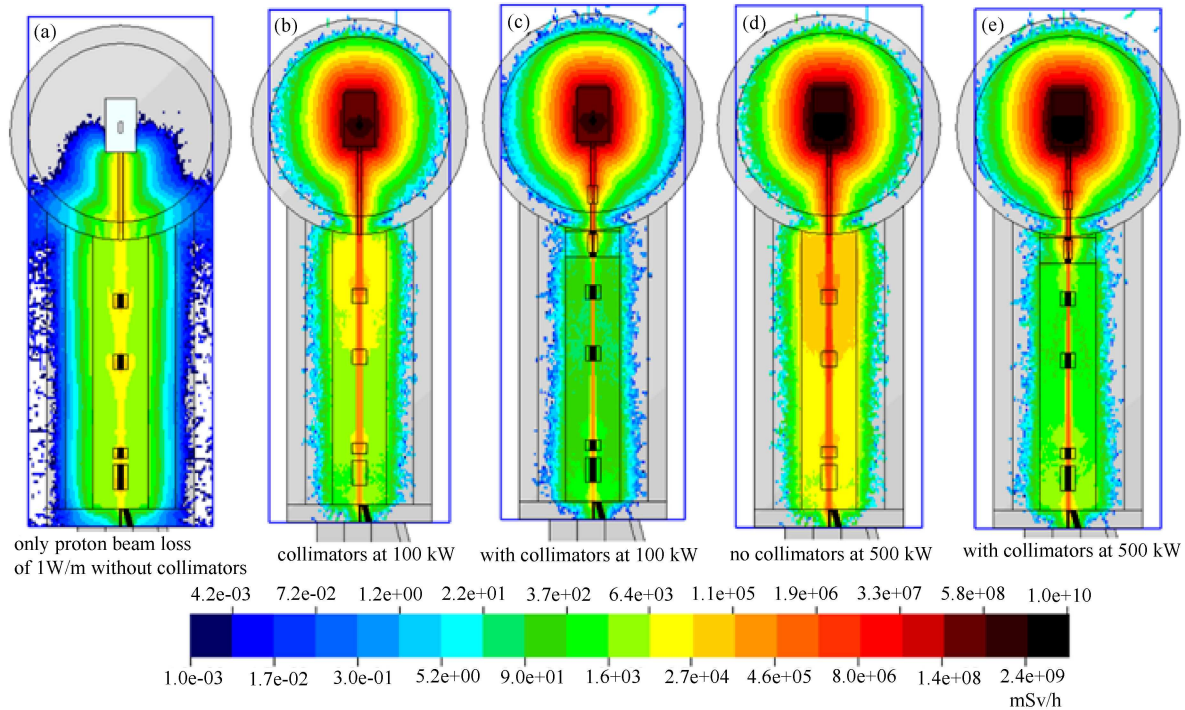 (a) (b) (c) (d) (e)
only proton beam loss
of 1W/m without collimators
collimators at 100 kW
with collimators at 100 kW
no collimators at 500 kW
with collimators at 500 kW
4.2e-03 7.2e-02 1.2e+00 2.2e+01 3.7e+02 6.4e+03 1.1e+05 1.9e+06 3.3e+07 5.8e+08 1.0e+10
1.0e-03 1.7e-02 3.0e-01 5.2e+00 9.0e+01 1.6e+03 2.7e+04 4.6e+05 8.0e+06 1.4e+08 2.4e+09
mSv/h